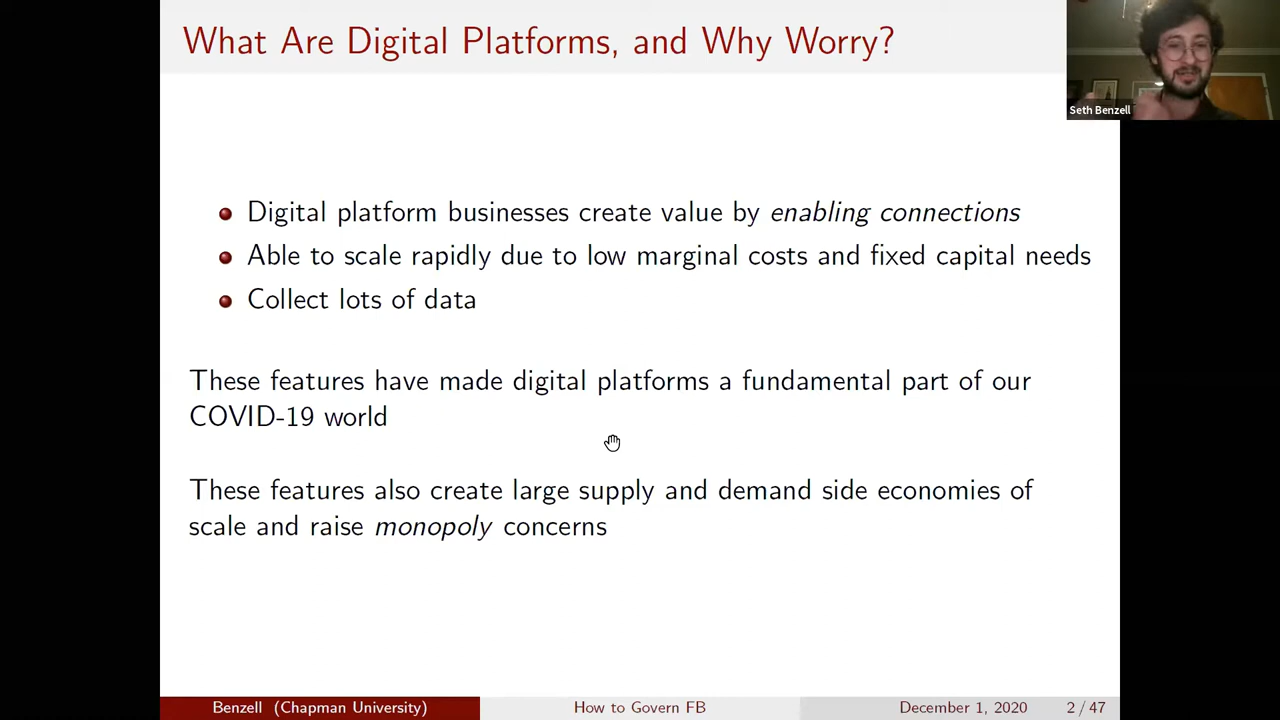 What Are Digital Platforms, and Why Worry?
Seth Benzell
Digital platform businesses create value by enabling connections
Able to scale rapidly due to low marginal costs and fixed capital needs
Collect lots of data
These features have made digital platforms a fundamental part of our
COVID-19 world
These features also create large supply and demand side economies of
scale and raise monopoly concerns
Benzell (Chapman University) How to Govern FB December 1, 2020 2 / 47